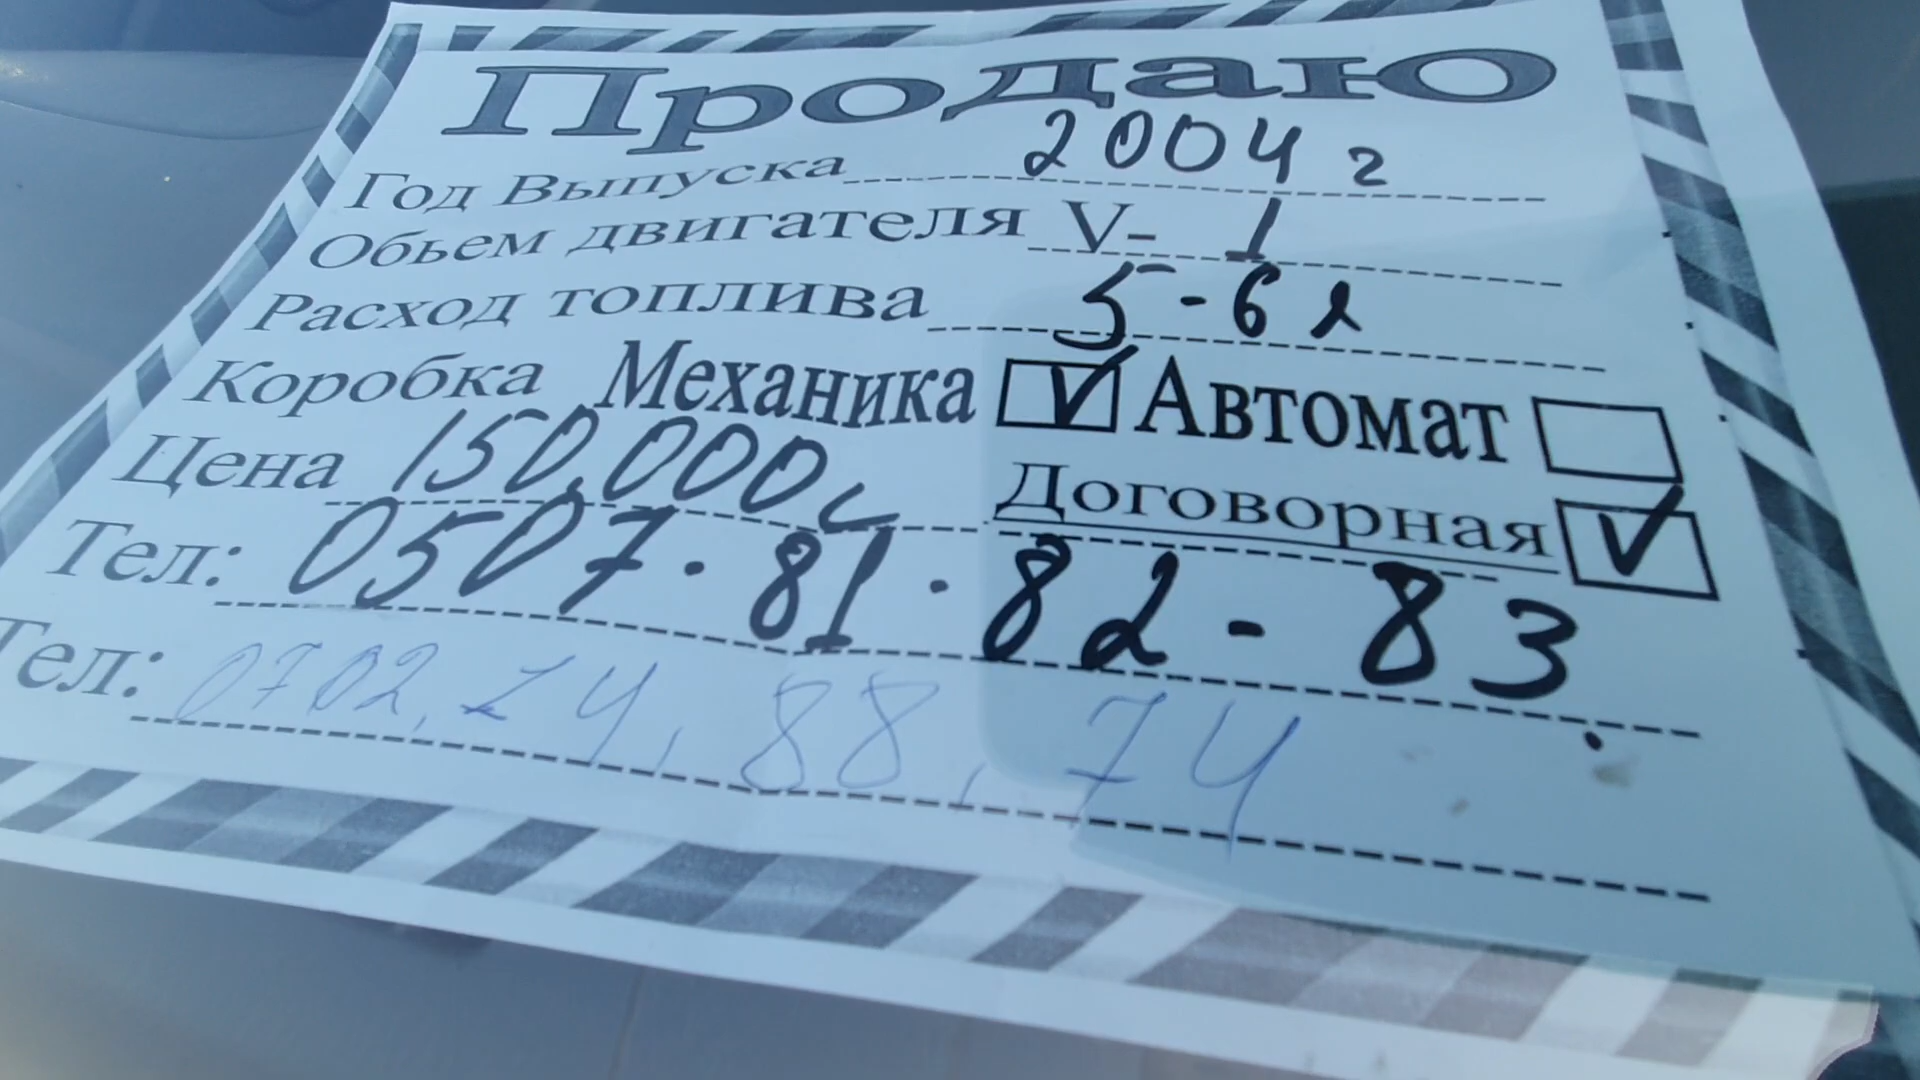 Продаю
Год Выпуска 2004 г
Обьем двигателя V- 1
Расход топлива 5-6 л
Коробка Механика Автомат
Цена 150.000 с Договорная
Тел: 0507.81.82-83
Тел: 0702, 24, 88, 74